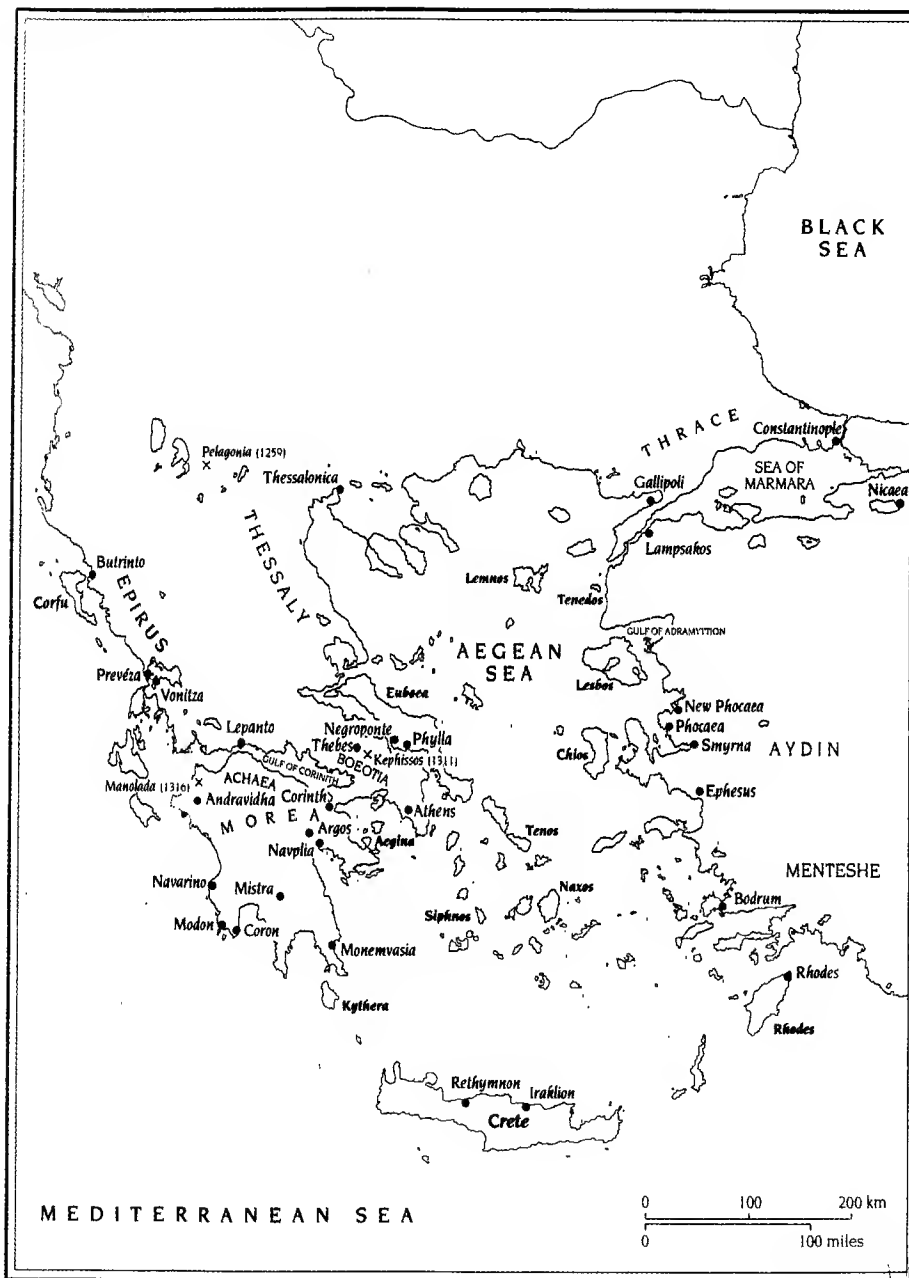 BLACK
SEA
THRACE
Constantinople
Pelagonia (1259)
Thessalonica
SEA OF
MARMARA
Gallipoli
Nicaea
THESSALY
Lampsakos
Butrinto
EPIRUS
Corfu
Lemnos
Tenedos
GULF OF ADRAMYTTION
AEGEAN
SEA
Lesbos
Prevéza
Vonitza
Euboea
New Phocaea
Phocaea
Smyrna
AYDIN
Lepanto
Negroponte
Phylla
Thebes
Kephissos (1311)
BOEOTIA
Chios
GULF OF CORINTH
ACHAEA
Manolada (1316)
Andravidha
Corinth
Athens
Ephesus
MOREA
Argos
Aegina
Navplia
Tenos
MENTESHE
Navarino
Mistra
Siphnos
Naxos
Bodrum
Modon
Coron
Monemvasia
Rhodes
Kythera
Rhodes
Rethymnon
Iraklion
Crete
MEDITERRANEAN SEA
0 100 200 km
0 100 miles